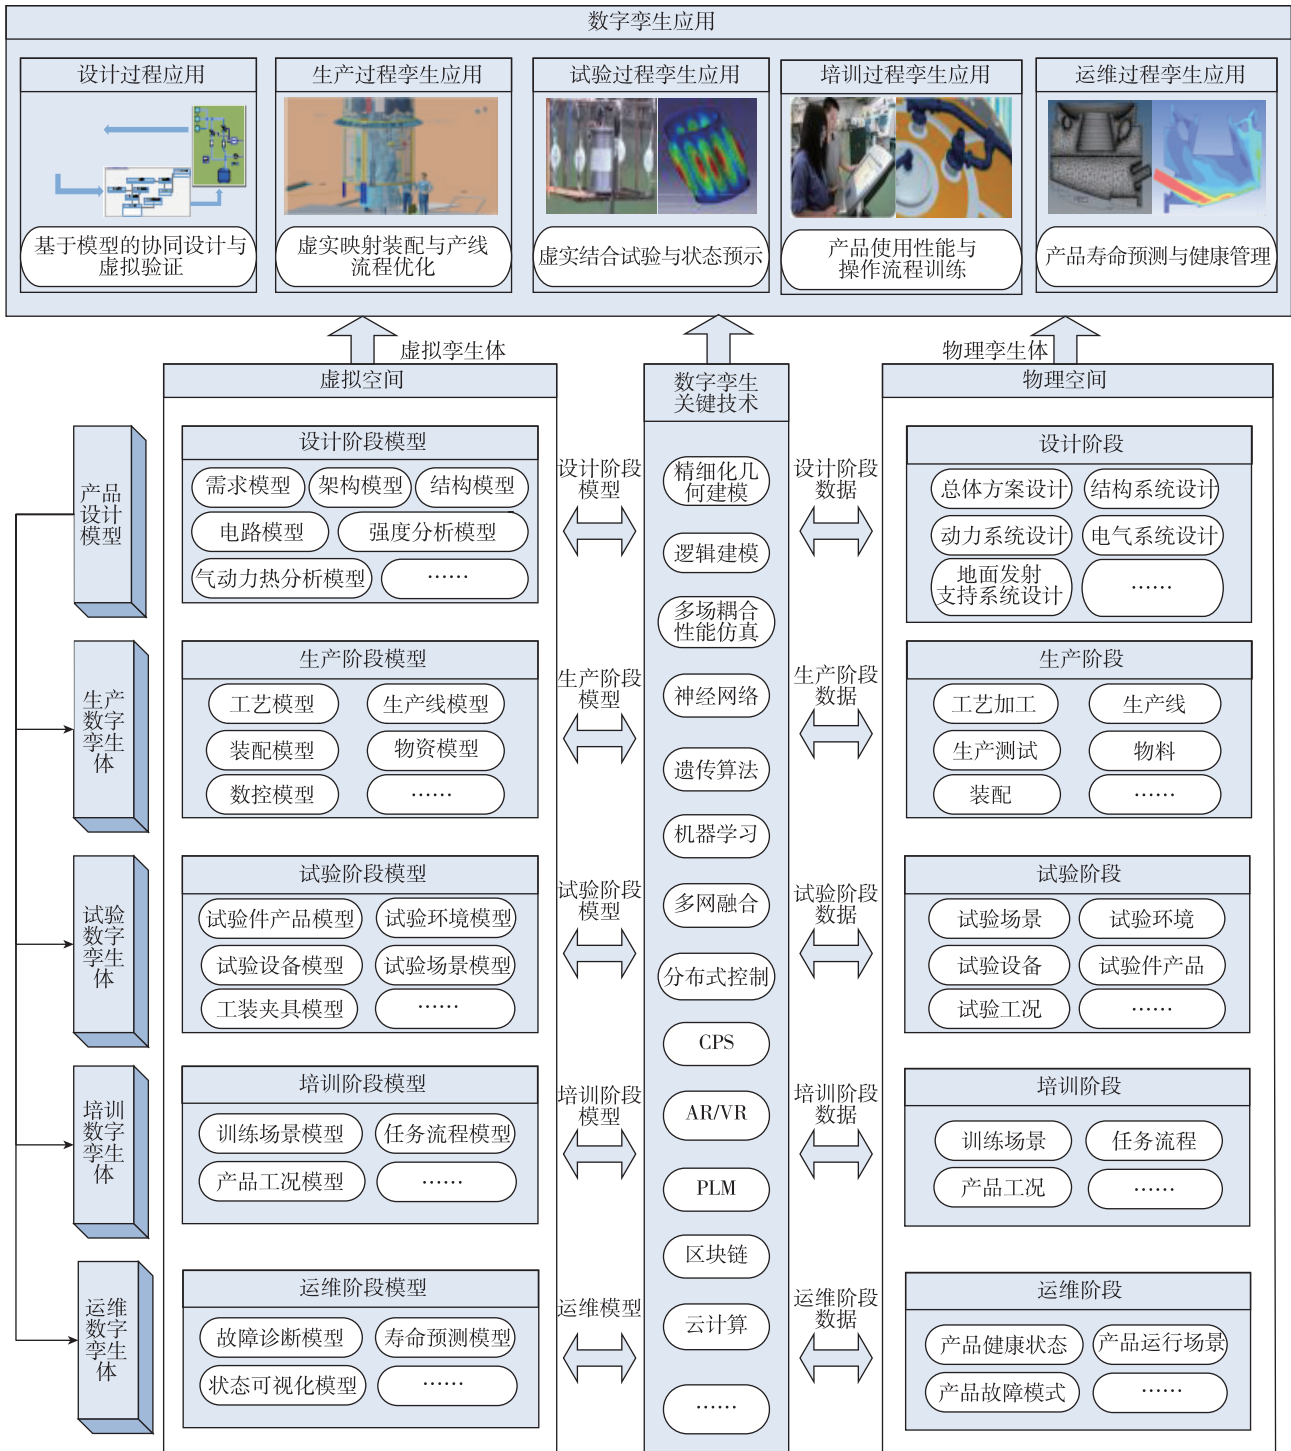 数字孪生应用
设计过程应用
生产过程孪生应用
试验过程孪生应用
培训过程孪生应用
运维过程孪生应用
基于模型的协同设计与
虚拟验证
虚实映射装配与产线
流程优化
虚实结合试验与状态预示
产品使用性能与
操作流程训练
产品寿命预测与健康管理
虚拟孪生体
物理孪生体
虚拟空间
数字孪生
关键技术
物理空间
产品
设计
模型
设计阶段模型
需求模型
架构模型
结构模型
电路模型
强度分析模型
气动力热分析模型
……
设计阶段
模型
设计阶段
数据
设计阶段
总体方案设计
结构系统设计
动力系统设计
电气系统设计
地面发射
支持系统设计
……
生产
数字
孪生
体
生产阶段模型
工艺模型
生产线模型
装配模型
物资模型
数控模型
……
生产阶段
模型
生产阶段
数据
生产阶段
工艺加工
生产线
生产测试
物料
装配
……
试验
数字
孪生
体
试验阶段模型
试验件产品模型
试验环境模型
试验设备模型
试验场景模型
工装夹具模型
……
试验阶段
模型
试验阶段
数据
试验阶段
试验场景
试验环境
试验设备
试验件产品
试验工况
……
培训
数字
孪生
体
培训阶段模型
训练场景模型
任务流程模型
产品工况模型
……
培训阶段
模型
培训阶段
数据
培训阶段
训练场景
任务流程
产品工况
……
运维
数字
孪生
体
运维阶段模型
故障诊断模型
寿命预测模型
状态可视化模型
……
运维模型
运维阶段
数据
运维阶段
产品健康状态
产品运行场景
产品故障模式
……
精细化几
何建模
逻辑建模
多场耦合
性能仿真
神经网络
遗传算法
机器学习
多网融合
分布式控制
CPS
AR/VR
PLM
区块链
云计算
……